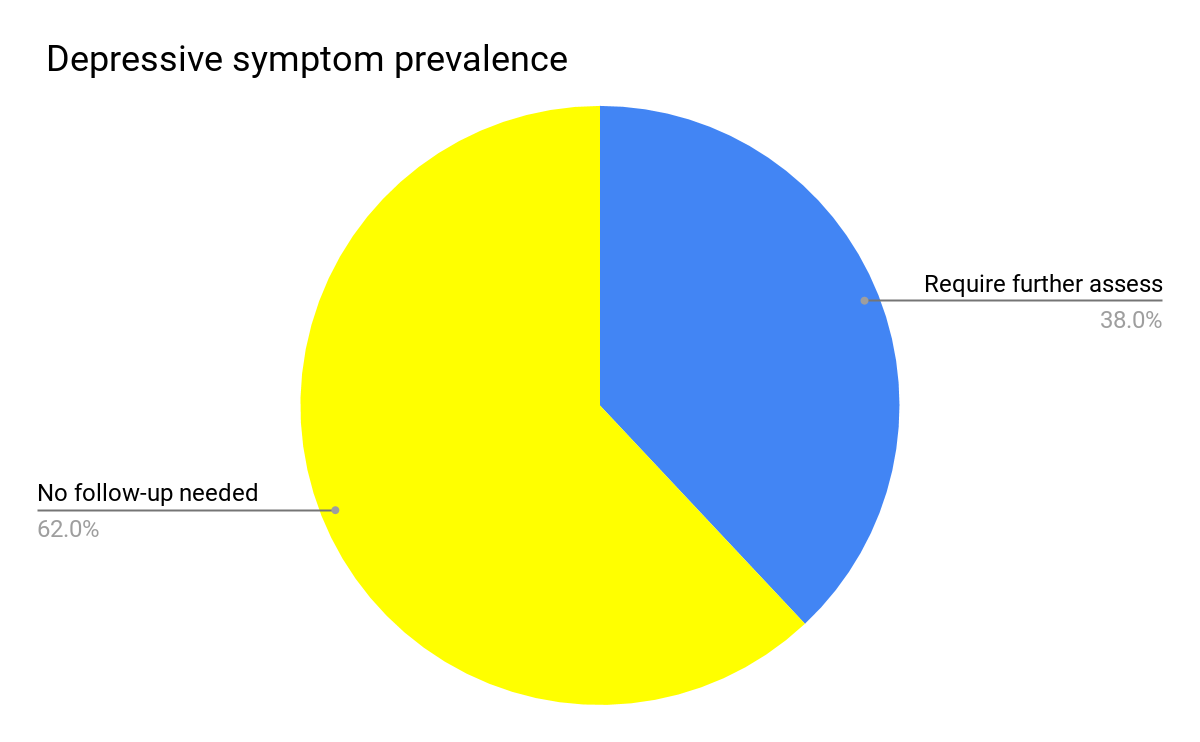 Depressive symptom prevalence
Require further assess
38.0%
No follow-up needed
62.0%